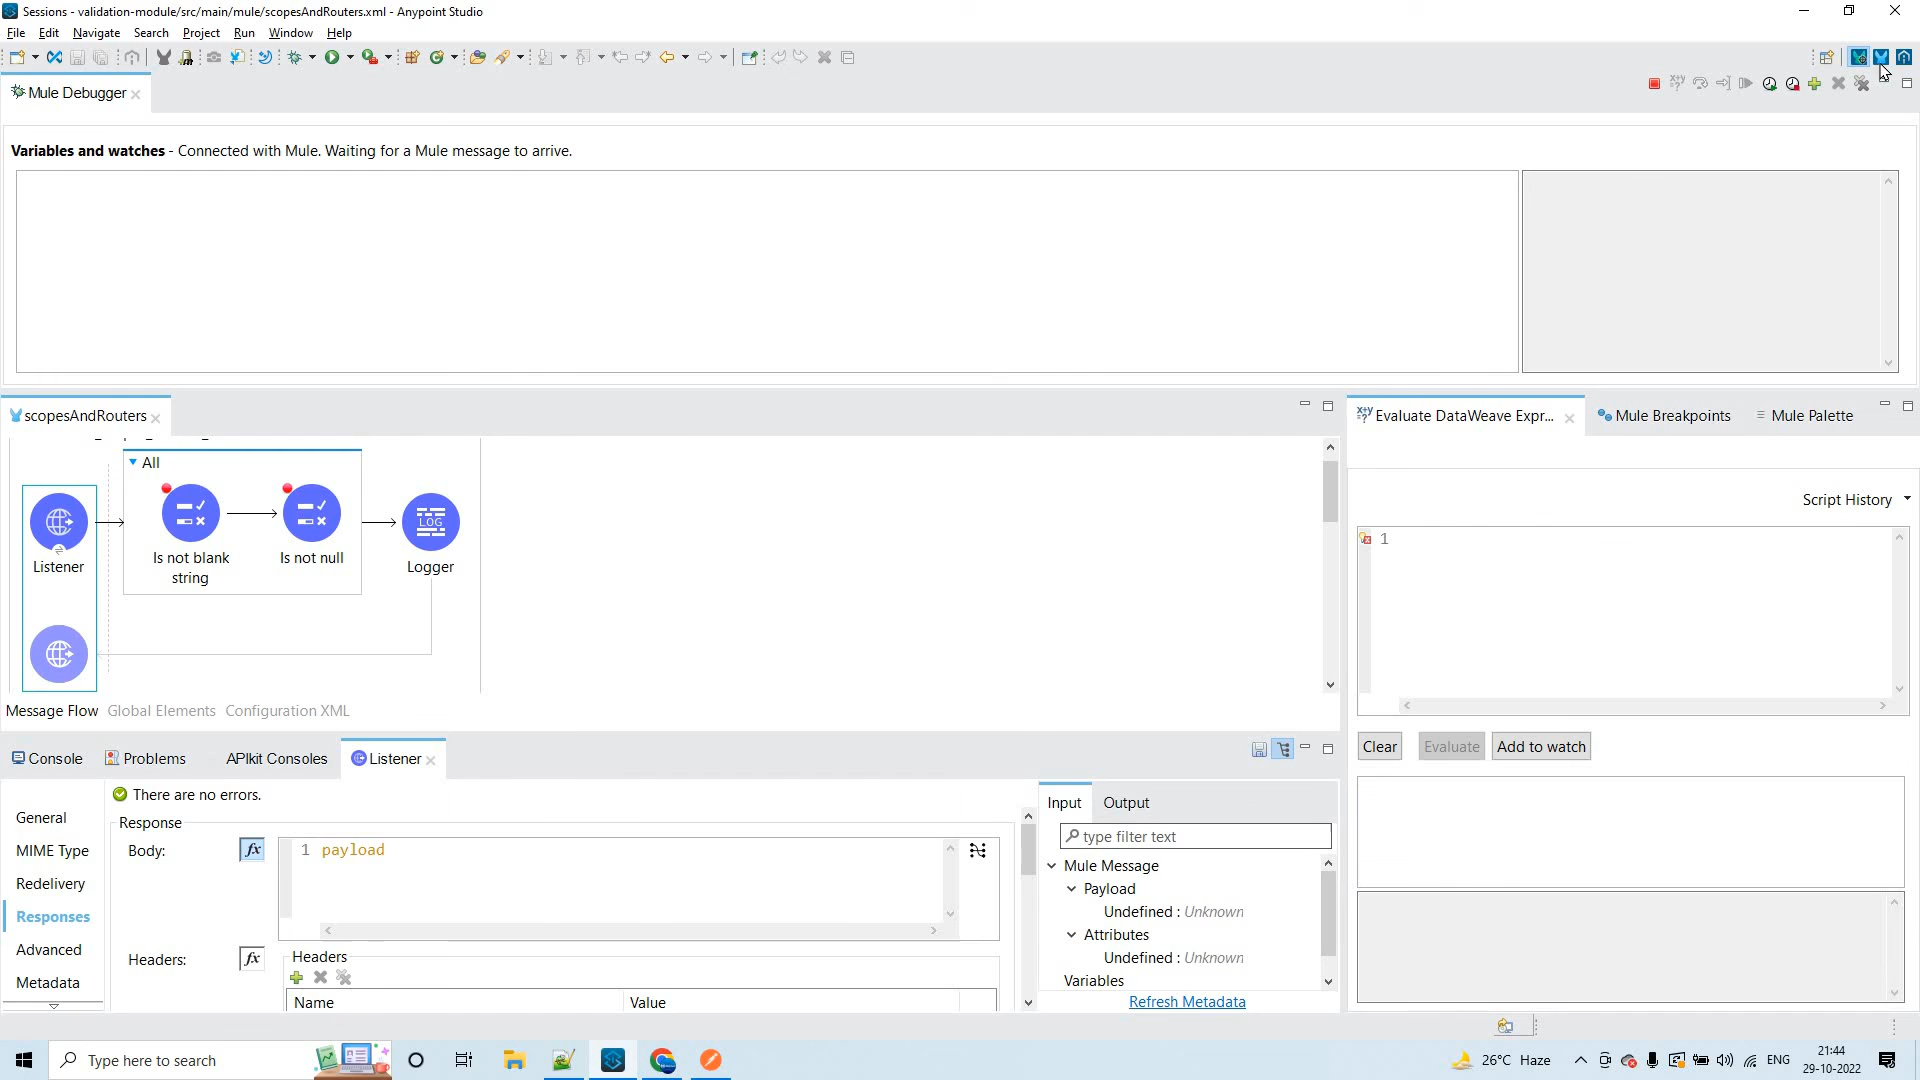 Sessions - validation-module/src/main/mule/scopesAndRouters.xml - Anypoint Studio
File Edit Navigate Search Project Run Window Help
Mule Debugger
Variables and watches - Connected with Mule. Waiting for a Mule message to arrive.
scopesAndRouters
All
Listener
Is not blank
string
Is not null
LOG
Logger
Message Flow Global Elements Configuration XML
Evaluate DataWeave Expr... Mule Breakpoints Mule Palette
Script History
1
Clear Evaluate Add to watch
Console Problems APIkit Consoles Listener
There are no errors.
General
MIME Type
Redelivery
Responses
Advanced
Metadata
Response
Body: fx 1 payload
Headers: fx Headers
Name Value
Input Output
type filter text
Mule Message
Payload
Undefined : Unknown
Attributes
Undefined : Unknown
Variables
Refresh Metadata
Type here to search
26°C Haze
ENG
21:44
29-10-2022